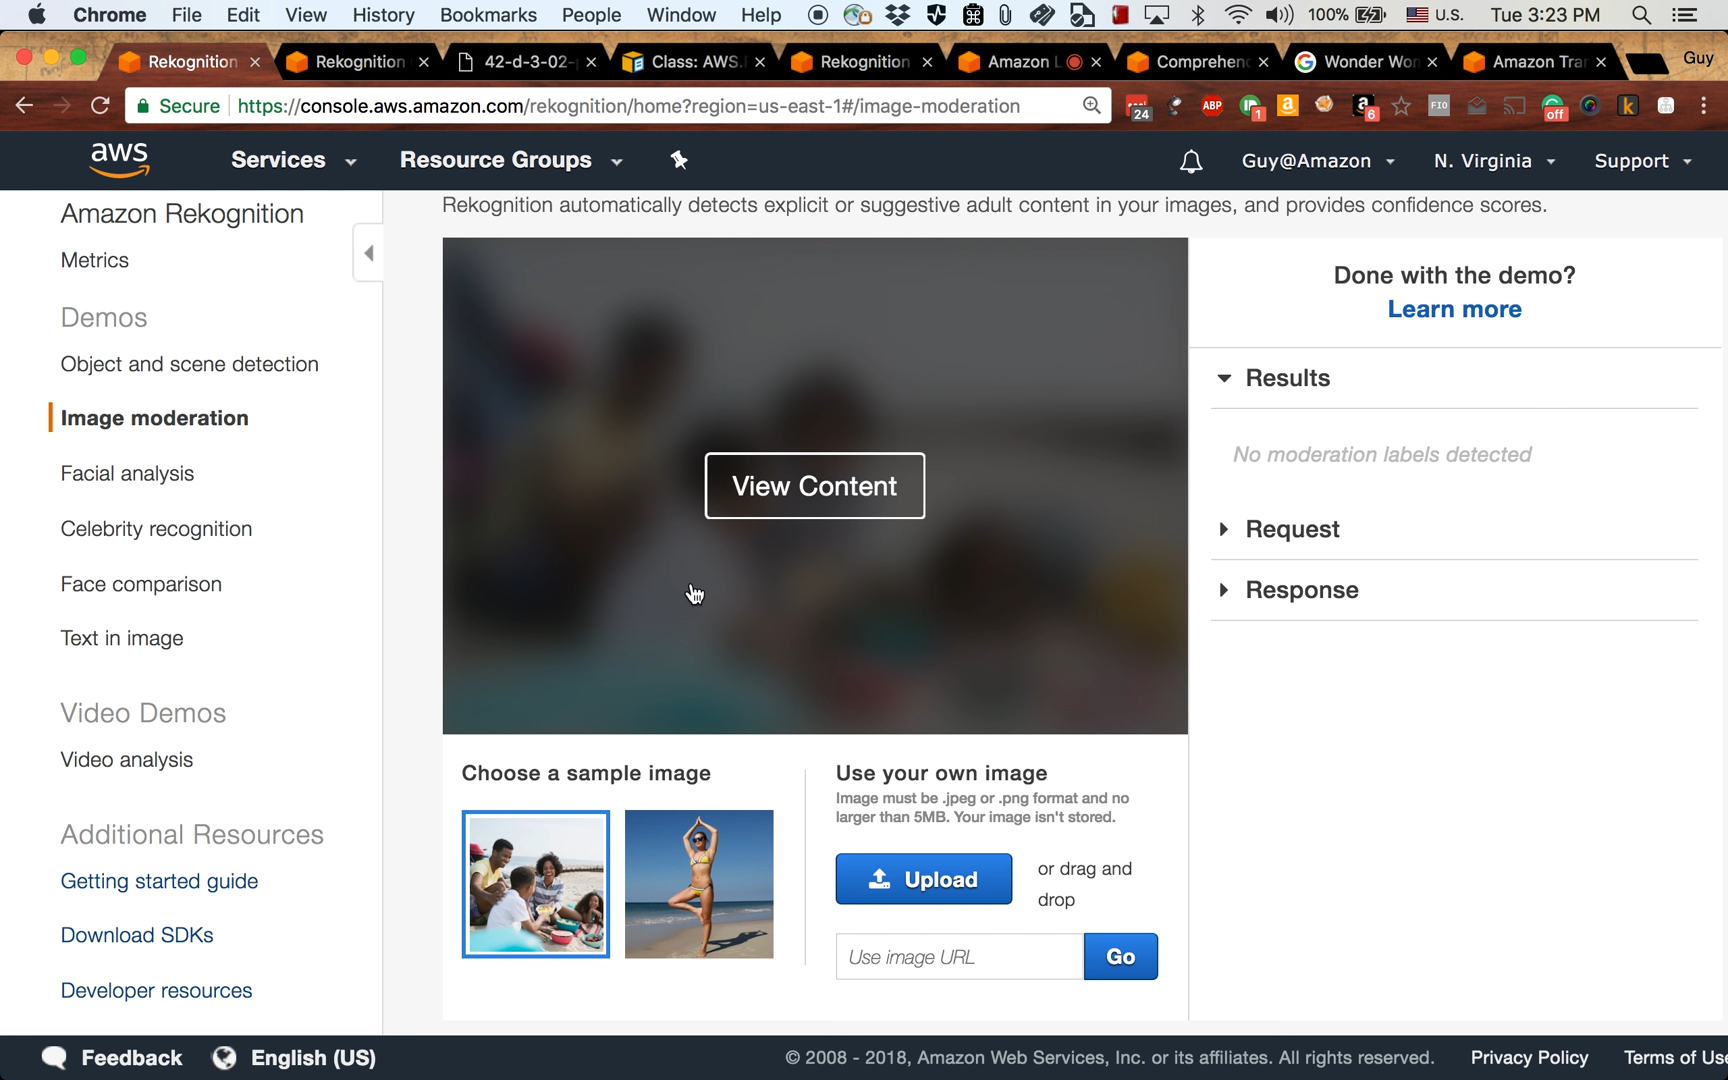 Chrome File Edit View History Bookmarks People Window Help 100% U.S. Tue 3:23 PM
Rekognition Rekognition 42-d-3-02- Class: AWS. Rekognition Amazon L Comprehen Wonder Wor Amazon Tra Guy
Secure https://console.aws.amazon.com/rekognition/home?region=us-east-1#/image-moderation 24 ABP 1 a a 6 FIO off k
aws Services Resource Groups Guy@Amazon N. Virginia Support
Amazon Rekognition
Metrics
Demos
Object and scene detection
Image moderation
Facial analysis
Celebrity recognition
Face comparison
Text in image
Video Demos
Video analysis
Additional Resources
Getting started guide
Download SDKs
Developer resources
Rekognition automatically detects explicit or suggestive adult content in your images, and provides confidence scores.
View Content
Choose a sample image
Use your own image
Image must be .jpeg or .png format and no
larger than 5MB. Your image isn't stored.
Upload or drag and
drop
Use image URL Go
Done with the demo?
Learn more
Results
No moderation labels detected
Request
Response
Feedback English (US) © 2008 - 2018, Amazon Web Services, Inc. or its affiliates. All rights reserved. Privacy Policy Terms of Use